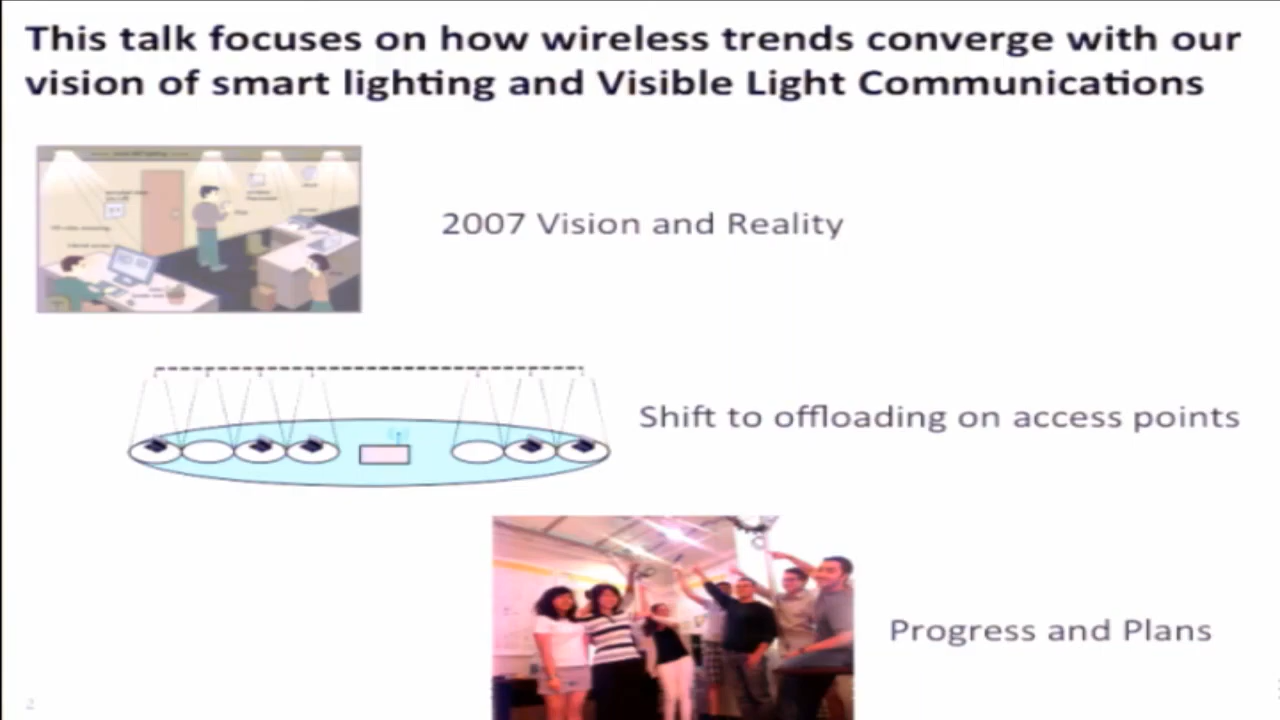 This talk focuses on how wireless trends converge with our
vision of smart lighting and Visible Light Communications
2007 Vision and Reality
Shift to offloading on access points
Progress and Plans
2